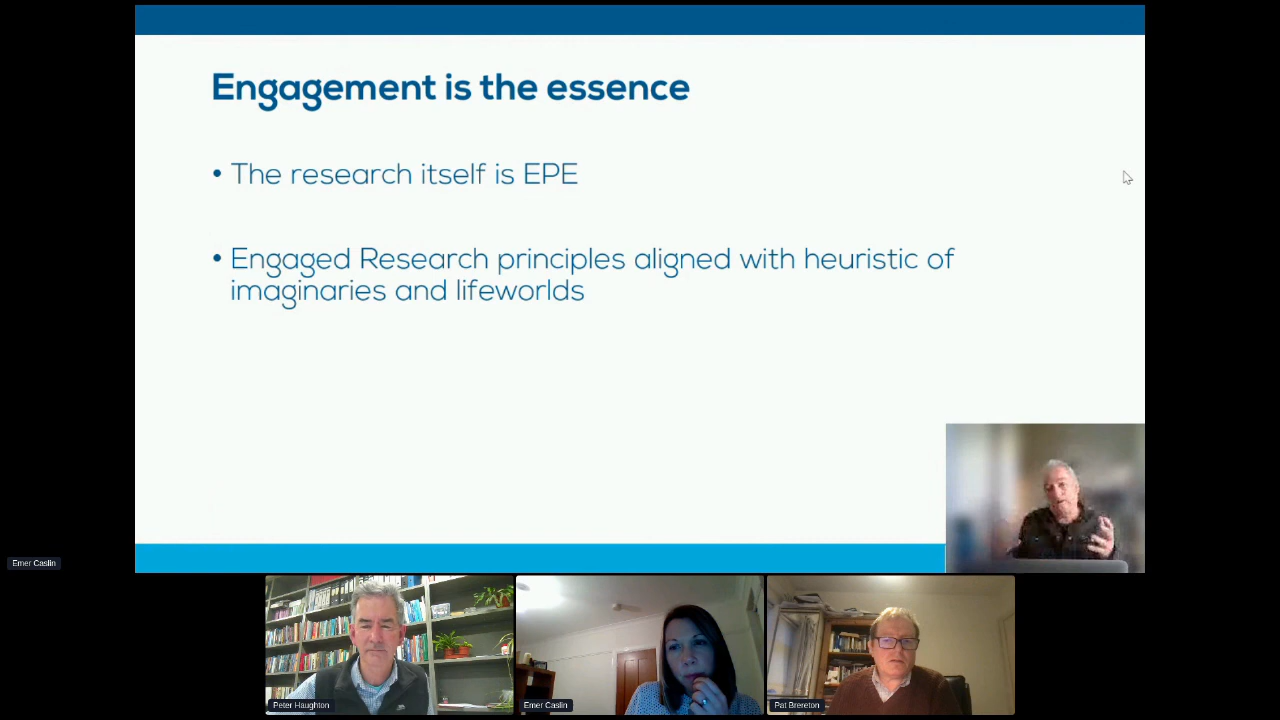 Engagement is the essence
• The research itself is EPE
• Engaged Research principles aligned with heuristic of
imaginaries and lifeworlds
Emer Caslin
Peter Haughton
Emer Caslin
Pat Brereton